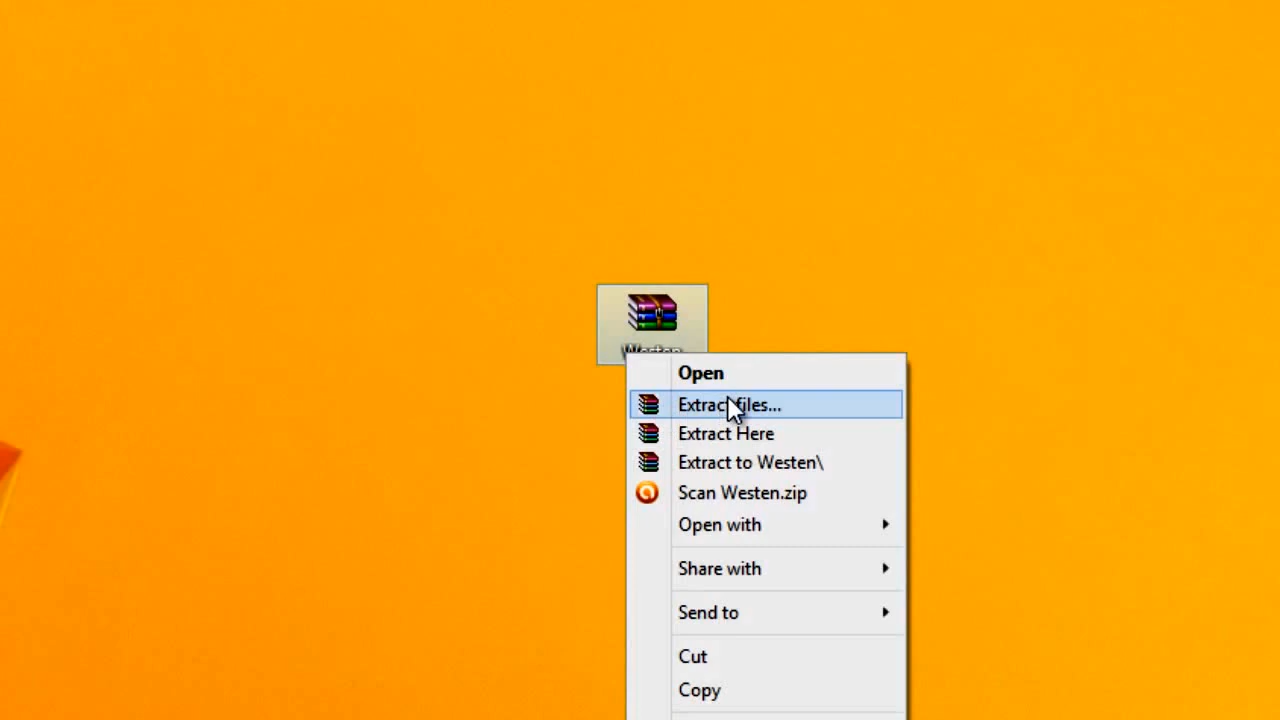 Westen
Open
Extract files...
Extract Here
Extract to Westen\
Scan Westen.zip
Open with
Share with
Send to
Cut
Copy